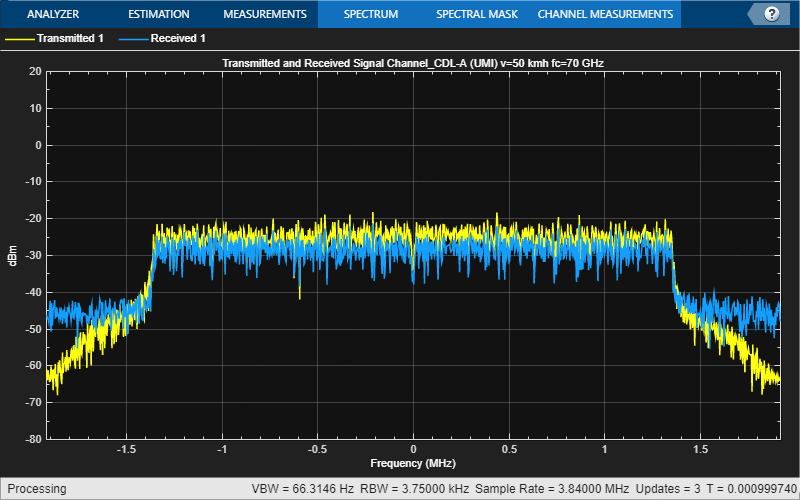 ANALYZER ESTIMATION MEASUREMENTS SPECTRUM SPECTRAL MASK CHANNEL MEASUREMENTS ?
Transmitted 1 Received 1
Transmitted and Received Signal Channel_CDL-A (UMI) v=50 kmh fc=70 GHz
20
10
0
-10
-20
-30
-40
-50
-60
-70
-80
dBm
-1.5 -1 -0.5 0 0.5 1 1.5
Frequency (MHz)
Processing VBW = 66.3146 Hz RBW = 3.75000 kHz Sample Rate = 3.84000 MHz Updates = 3 T = 0.000999740